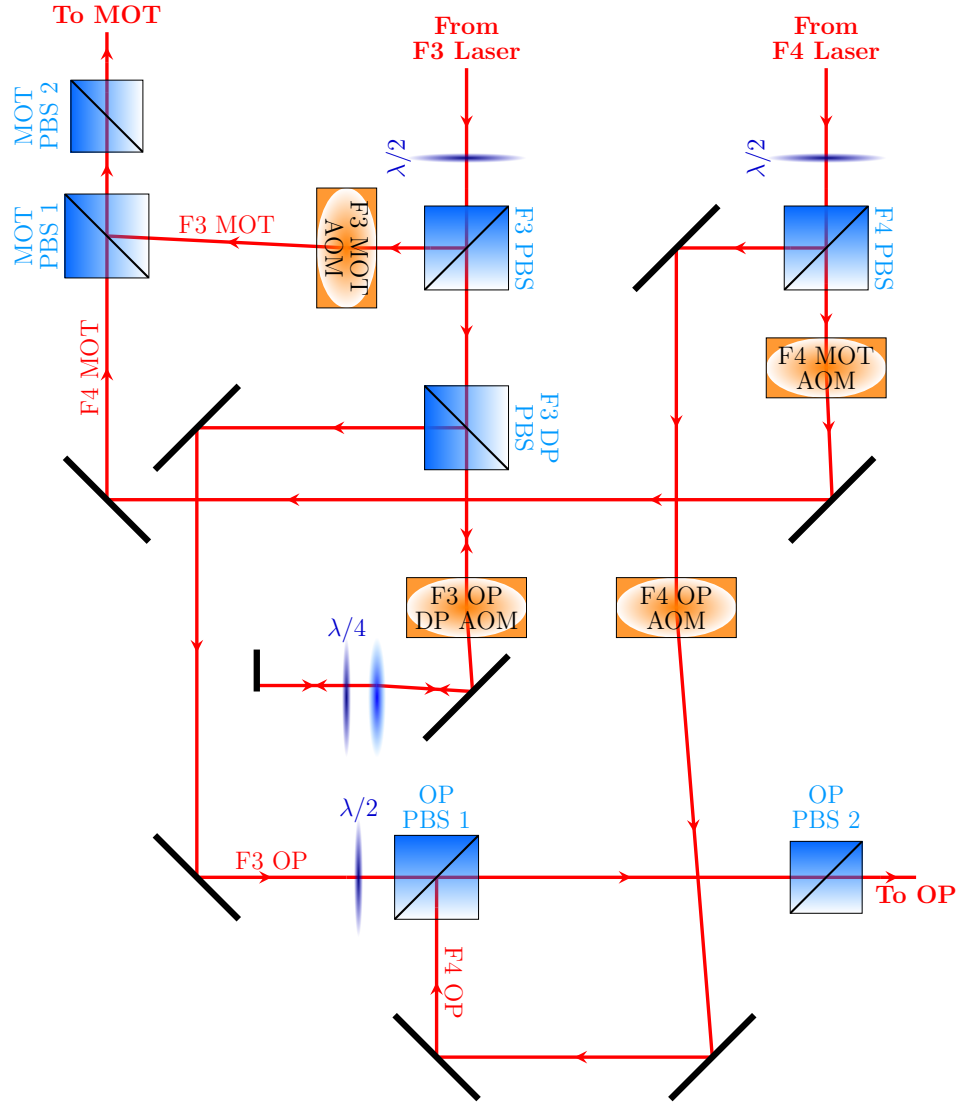 To MOT
From
F3 Laser
From
F4 Laser
MOT
PBS 2
λ/2
λ/2
MOT
PBS 1
F3 MOT
F3 MOT
AOM
F3 PBS
F4 PBS
F4 MOT
F4 MOT
AOM
F3 DP
PBS
F3 OP
DP AOM
F4 OP
AOM
λ/4
λ/2
OP
PBS 1
OP
PBS 2
F3 OP
To OP
F4 OP